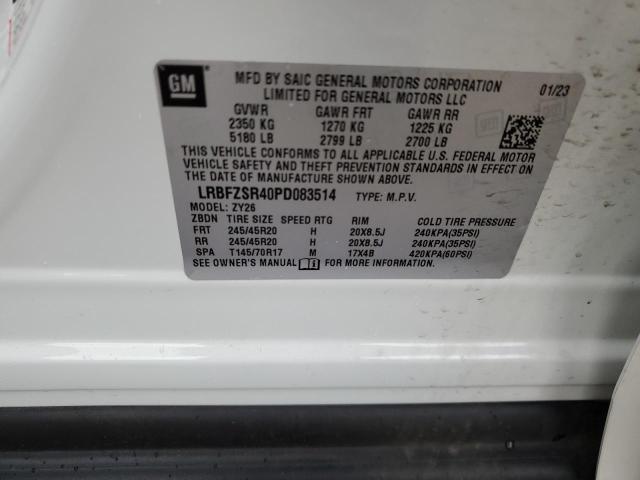 GM
MFD BY SAIC GENERAL MOTORS CORPORATION
LIMITED FOR GENERAL MOTORS LLC
01/23
GVWR GAWR FRT GAWR RR
2350 KG 1270 KG 1225 KG
5180 LB 2799 LB 2700 LB
THIS VEHICLE CONFORMS TO ALL APPLICABLE U.S. FEDERAL MOTOR
VEHICLE SAFETY AND THEFT PREVENTION STANDARDS IN EFFECT ON
THE DATE OF MANUFACTURE SHOWN ABOVE.
LRBFZSR40PD083514 TYPE: M.P.V.
MODEL: ZY26
ZBDN TIRE SIZE SPEED RTG RIM COLD TIRE PRESSURE
FRT 245/45R20 H 20X8.5J 240KPA(35PSI)
RR 245/45R20 H 20X8.5J 240KPA(35PSI)
SPA T145/70R17 M 17X4B 420KPA(60PSI)
SEE OWNER'S MANUAL FOR MORE INFORMATION.